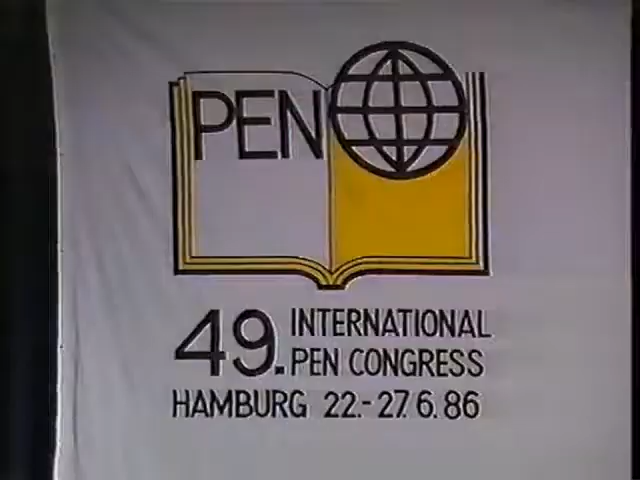 PEN
49. INTERNATIONAL
PEN CONGRESS
HAMBURG 22.-27.6.86